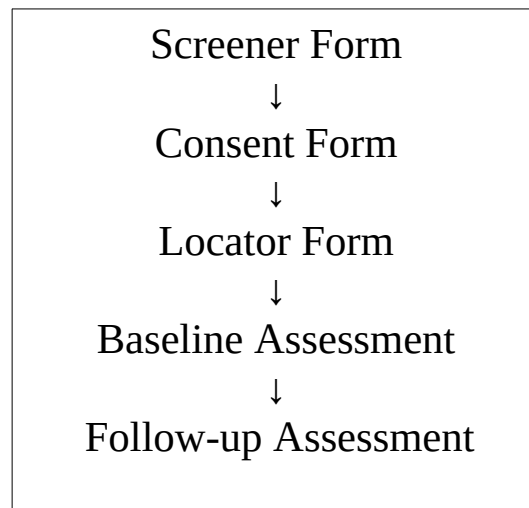 Screener Form
↓
Consent Form
↓
Locator Form
↓
Baseline Assessment
↓
Follow-up Assessment